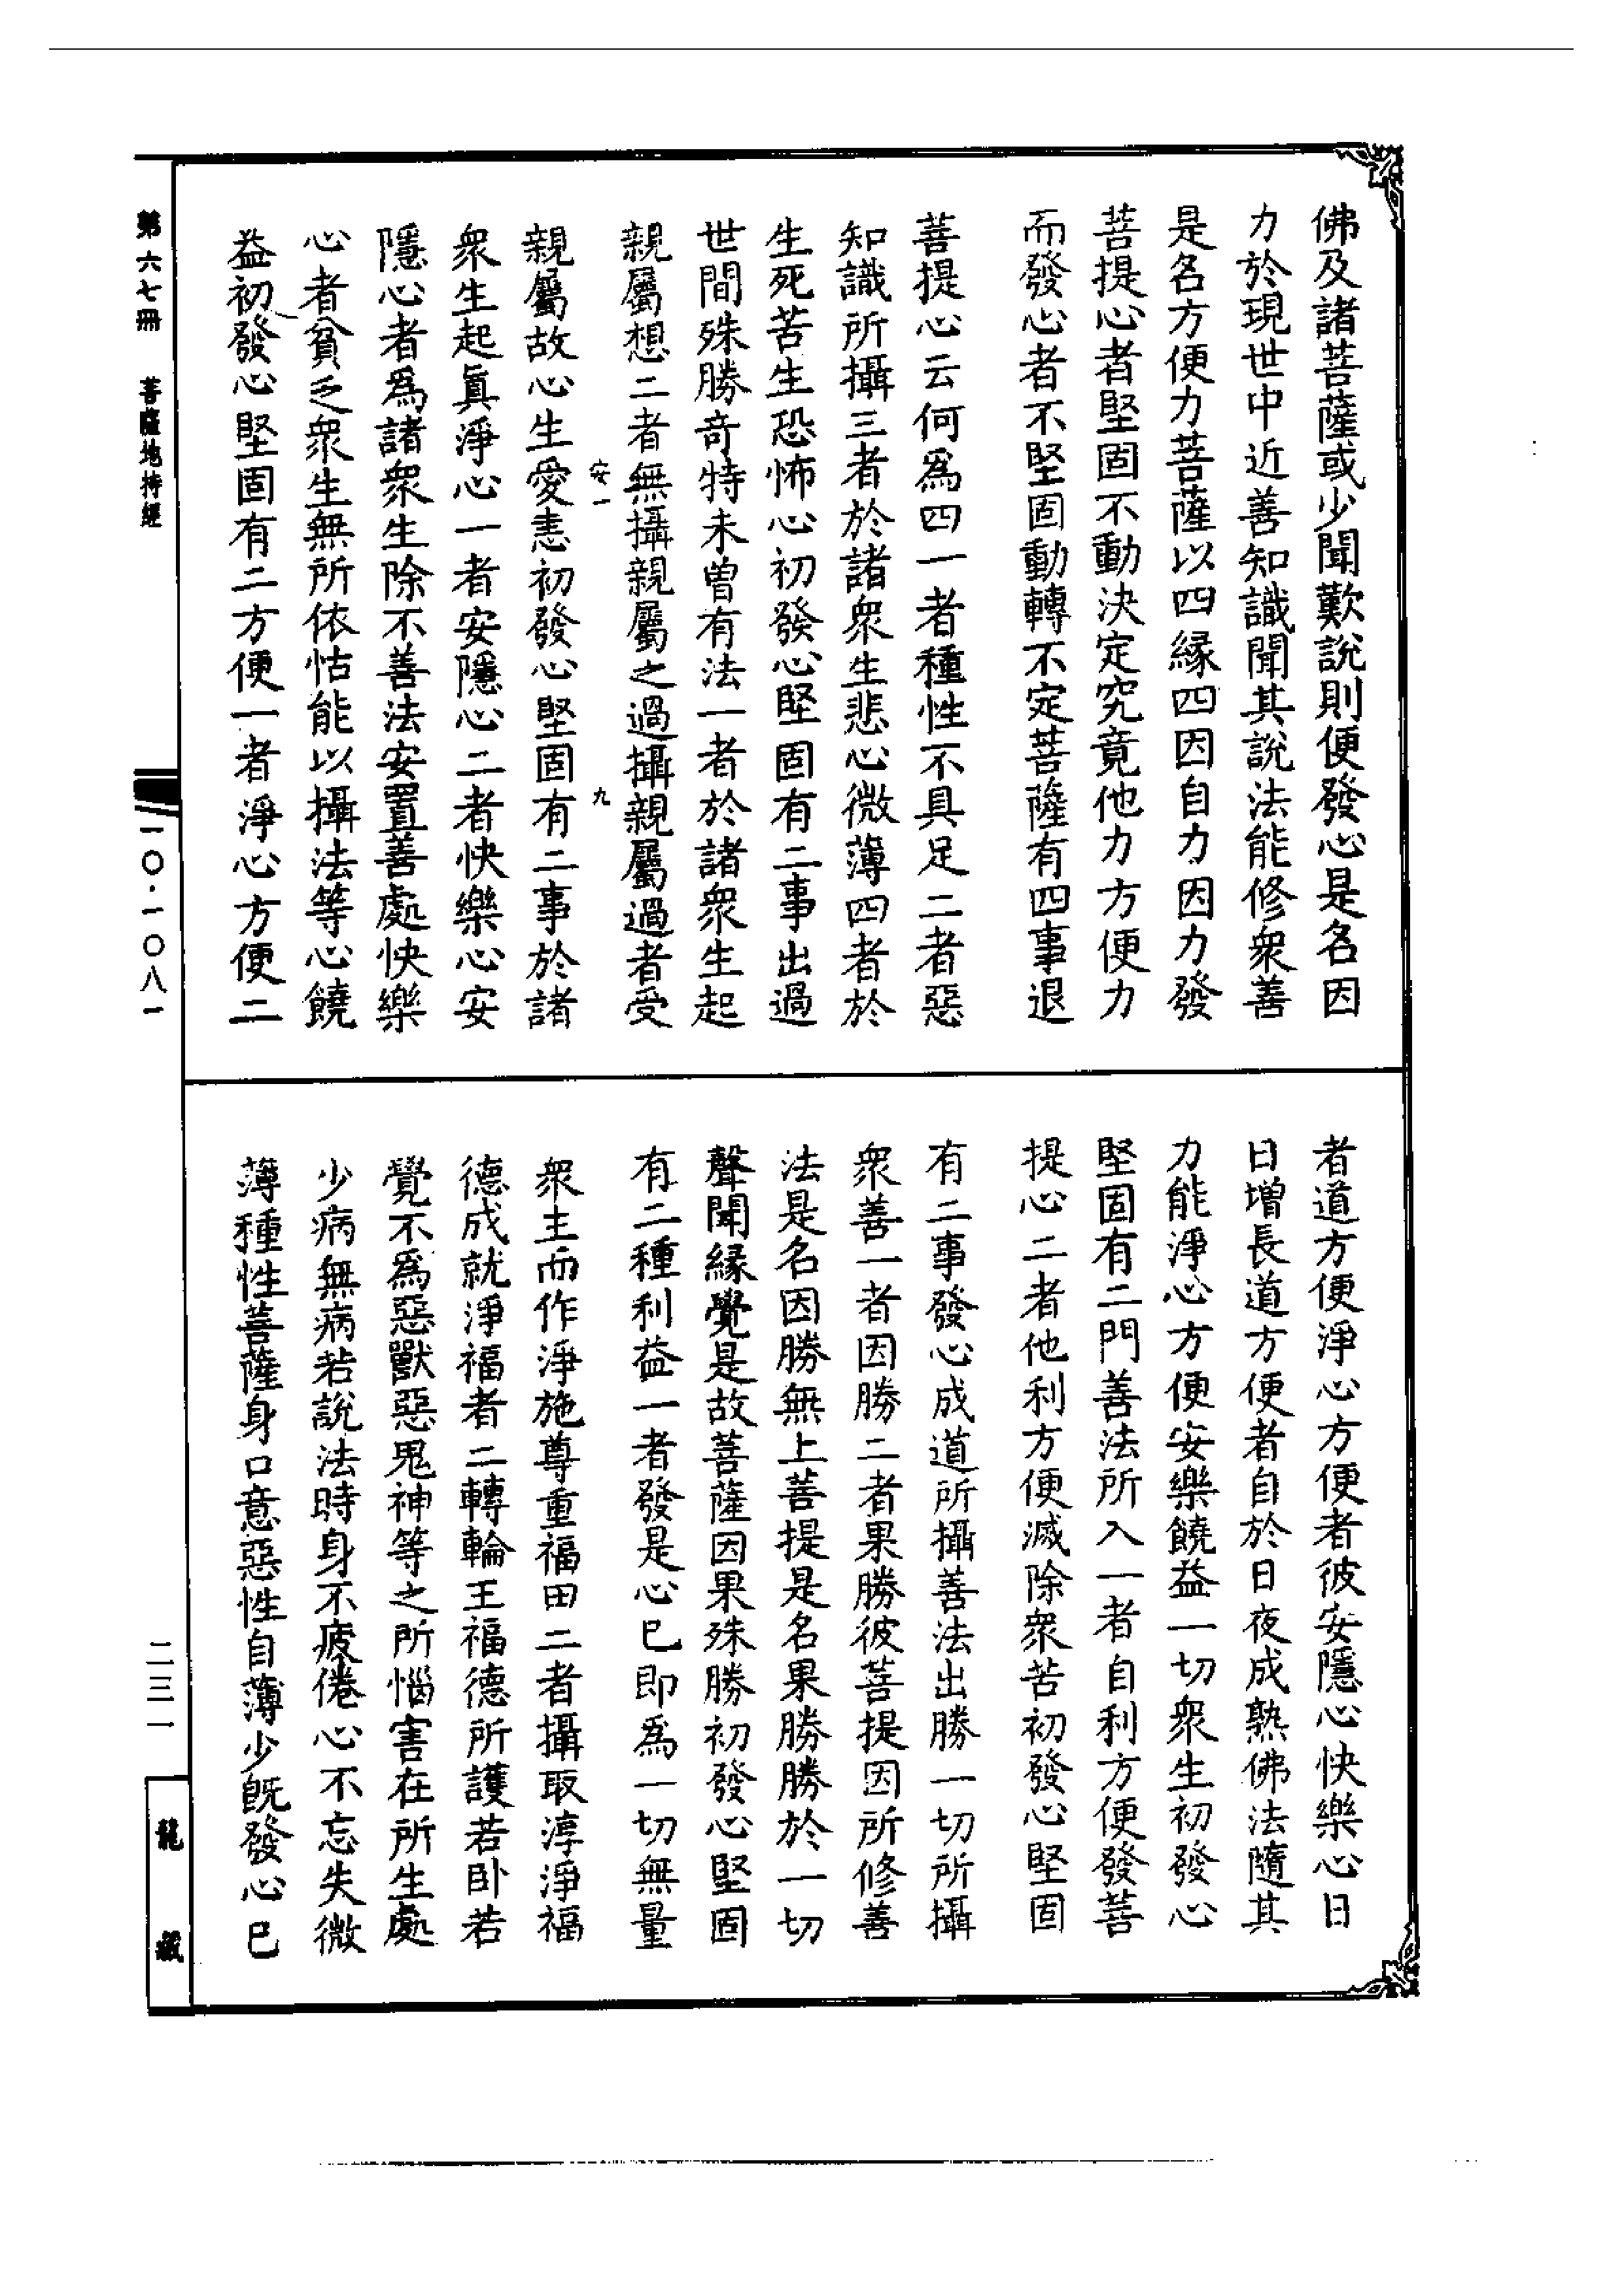 佛及諸菩薩或少聞歎說則便發心是名因
力於現世中近善知識聞其說法能修衆善
是名方便力菩薩以四緣四因自力因力發
菩提心者堅固不動決定究竟他力方便力
而發心者不堅固動轉不定菩薩有四事退
菩提心云何爲四一者種性不具足二者惡
知識所攝三者於諸衆生悲心微薄四者於
生死苦生恐怖心初發心堅固有二事出過
世間殊勝奇特未曾有法一者於諸衆生起
親屬想二者無攝親屬之過攝親屬過者受
安一
九
親屬故心生愛恚初發心堅固有二事於諸
衆生起眞淨心一者安隱心二者快樂心安
隱心者爲諸衆生除不善法安置善處快樂
心者貧乏衆生無所依怙能以攝法等心饒
益初發心堅固有二方便一者淨心方便二
者道方便淨心方便者彼安隱心快樂心日
日增長道方便者自於日夜成熟佛法隨其
力能淨心方便安樂饒益一切衆生初發心
堅固有二門善法所入一者自利方便發菩
提心二者他利方便滅除衆苦初發心堅固
有二事發心成道所攝善法出勝一切所攝
衆善一者因勝二者果勝彼菩提因所修善
法是名因勝無上菩提是名果勝勝於一切
聲聞緣覺是故菩薩因果殊勝初發心堅固
有二種利益一者發是心已即爲一切無量
衆主而作淨施尊重福田二者攝取淳淨福
德成就淨福者二轉輪王福德所護若卧若
覺不爲惡獸惡鬼神等之所惱害在所生處
少病無病若說法時身不疲倦心不忘失微
薄種性菩薩身口意惡性自薄少旣發心已
第六七冊　菩薩地持經
一〇·一〇八一
二三一
龍藏